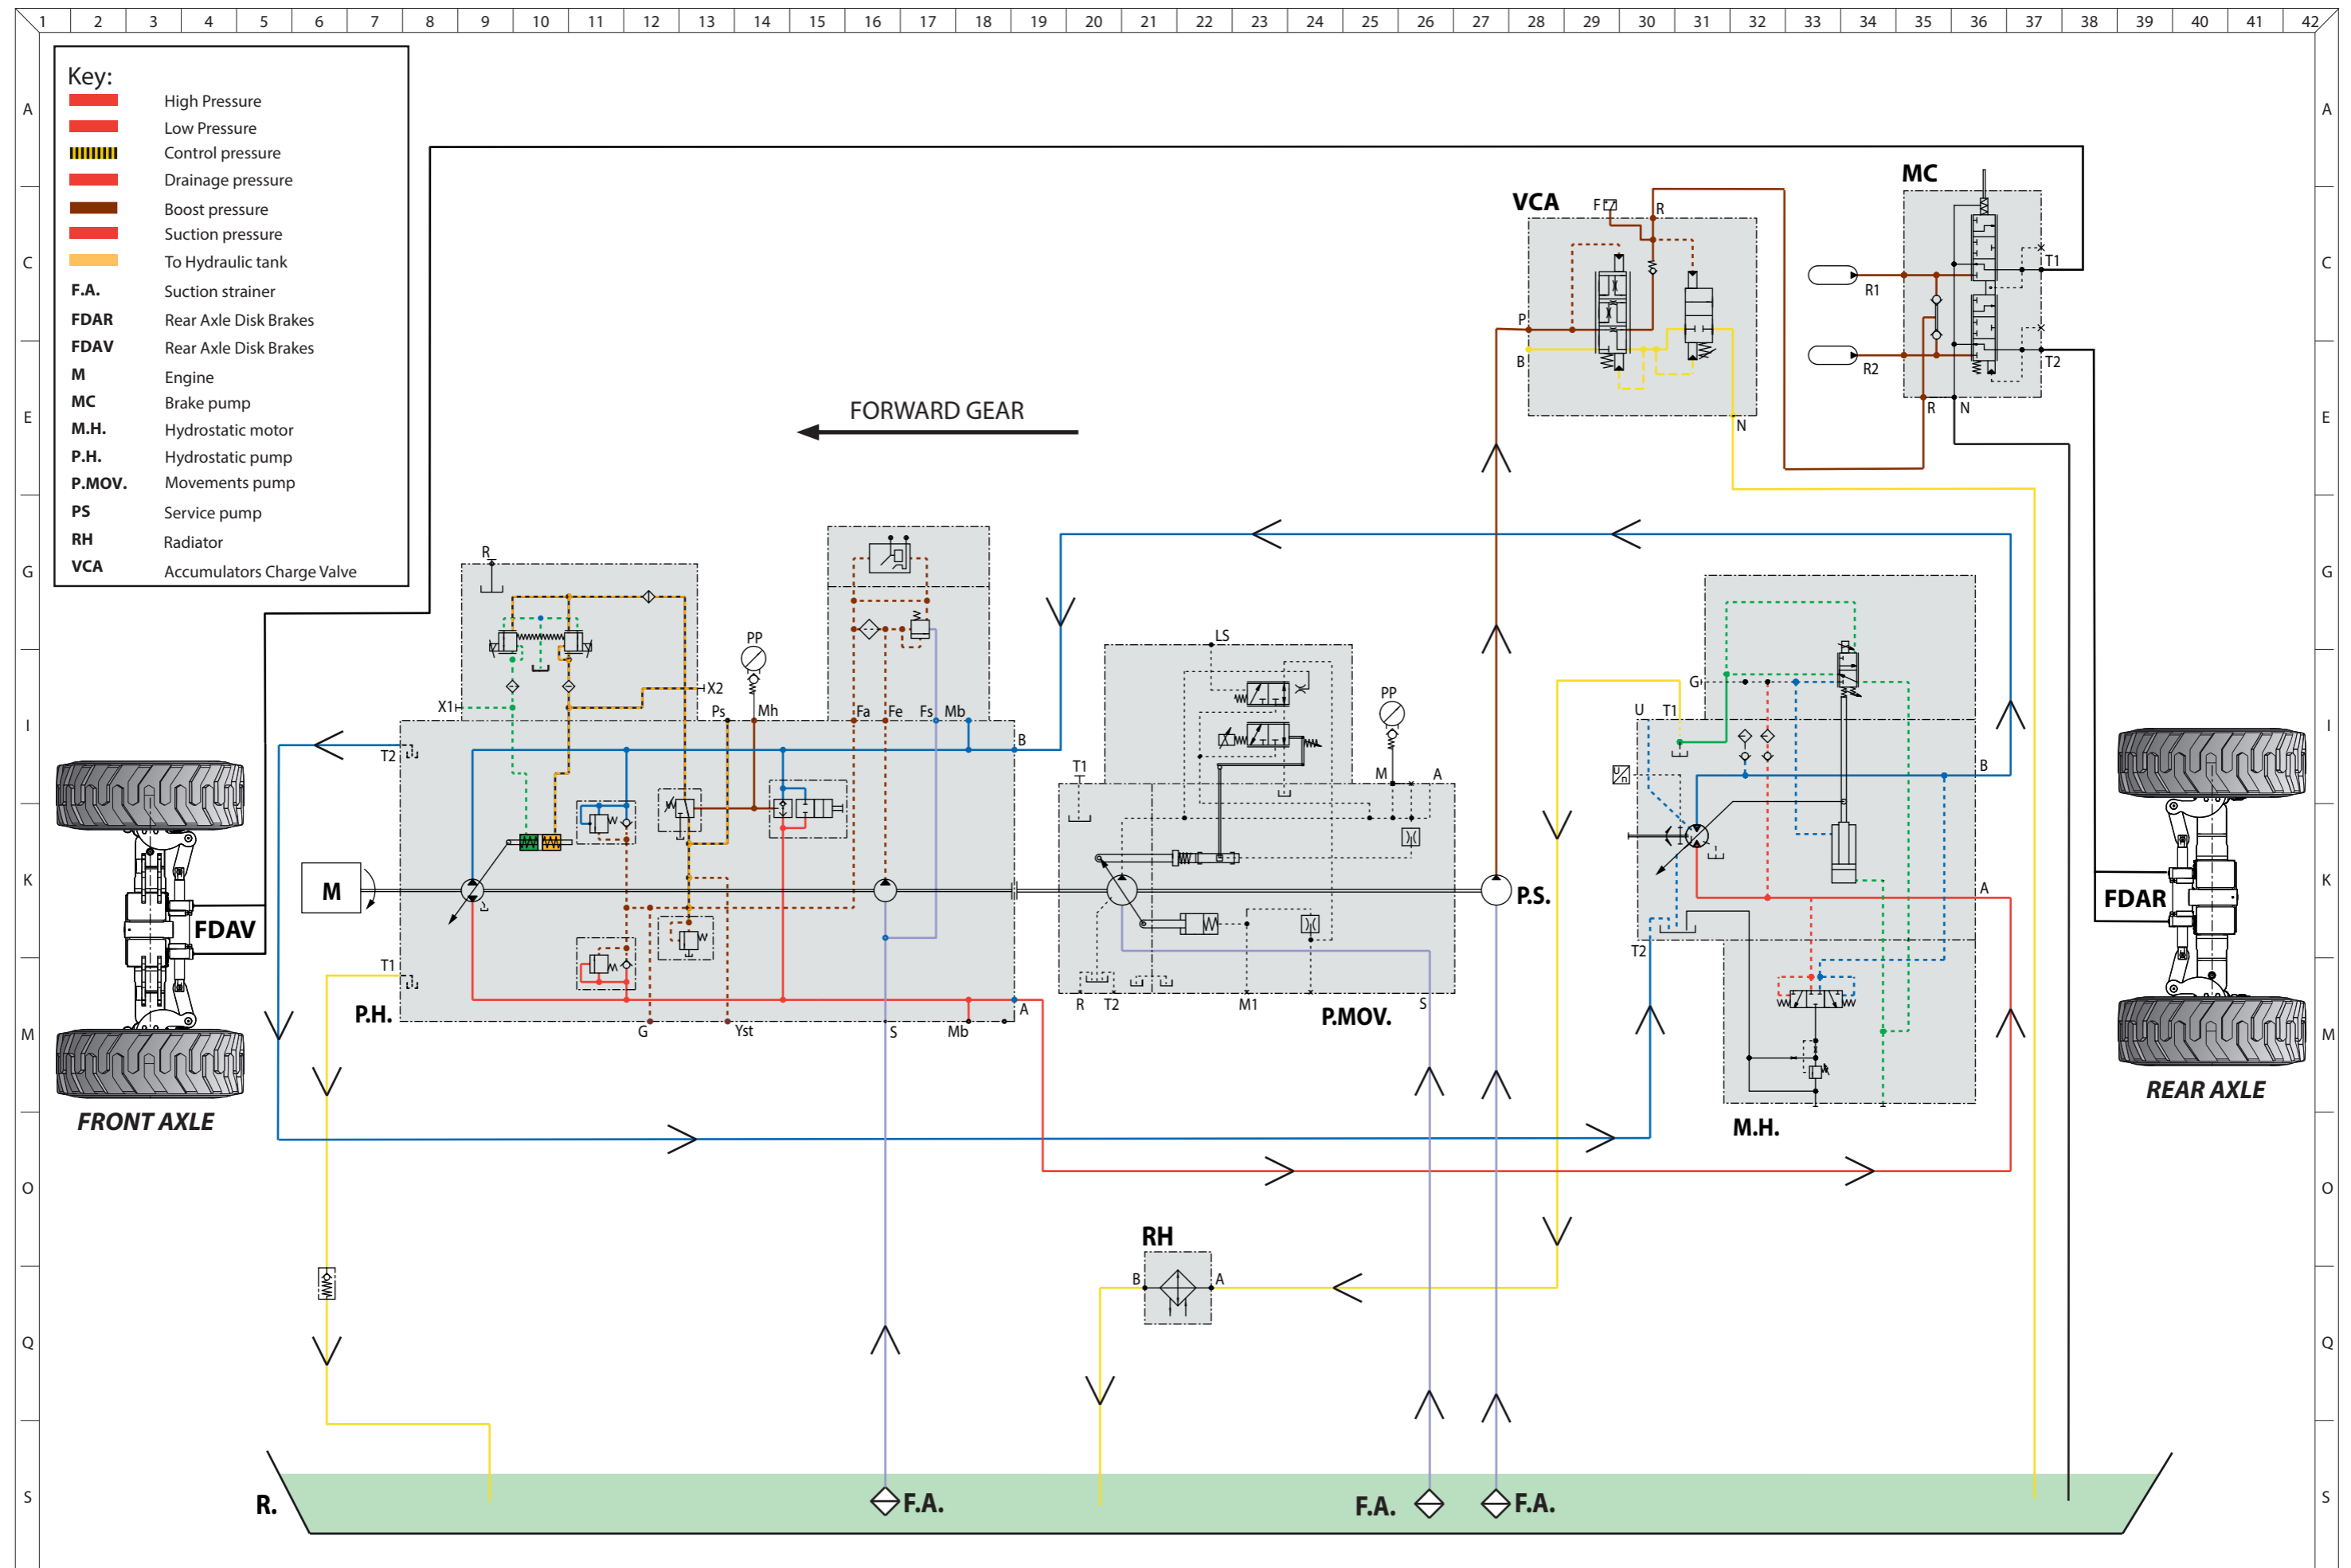 1 2 3 4 5 6 7 8 9 10 11 12 13 14 15 16 17 18 19 20 21 22 23 24 25 26 27 28 29 30 31 32 33 34 35 36 37 38 39 40 41 42
Key:
High Pressure
Low Pressure
Control pressure
Drainage pressure
Boost pressure
Suction pressure
To Hydraulic tank
F.A. Suction strainer
FDAR Rear Axle Disk Brakes
FDAV Rear Axle Disk Brakes
M Engine
MC Brake pump
M.H. Hydrostatic motor
P.H. Hydrostatic pump
P.MOV. Movements pump
PS Service pump
RH Radiator
VCA Accumulators Charge Valve
A A
C C
E E
G G
I I
K K
M M
O O
Q Q
S S
MC
VCA
F
R
T1
R1
P
B
T2
R2
R N
N
FORWARD GEAR
R
PP
LS
X2
X1
Ps Mh Fa Fe Fs Mb
B
T2
PP
M A
T1
G
U T1
B
M
K
FDAV
P.S.
A
FDAR
T1
P.H.
G Yst S Mb A
R T2 M1 S
P.MOV.
T2
M.H.
FRONT AXLE
REAR AXLE
RH
B A
R.
F.A.
F.A.
F.A.